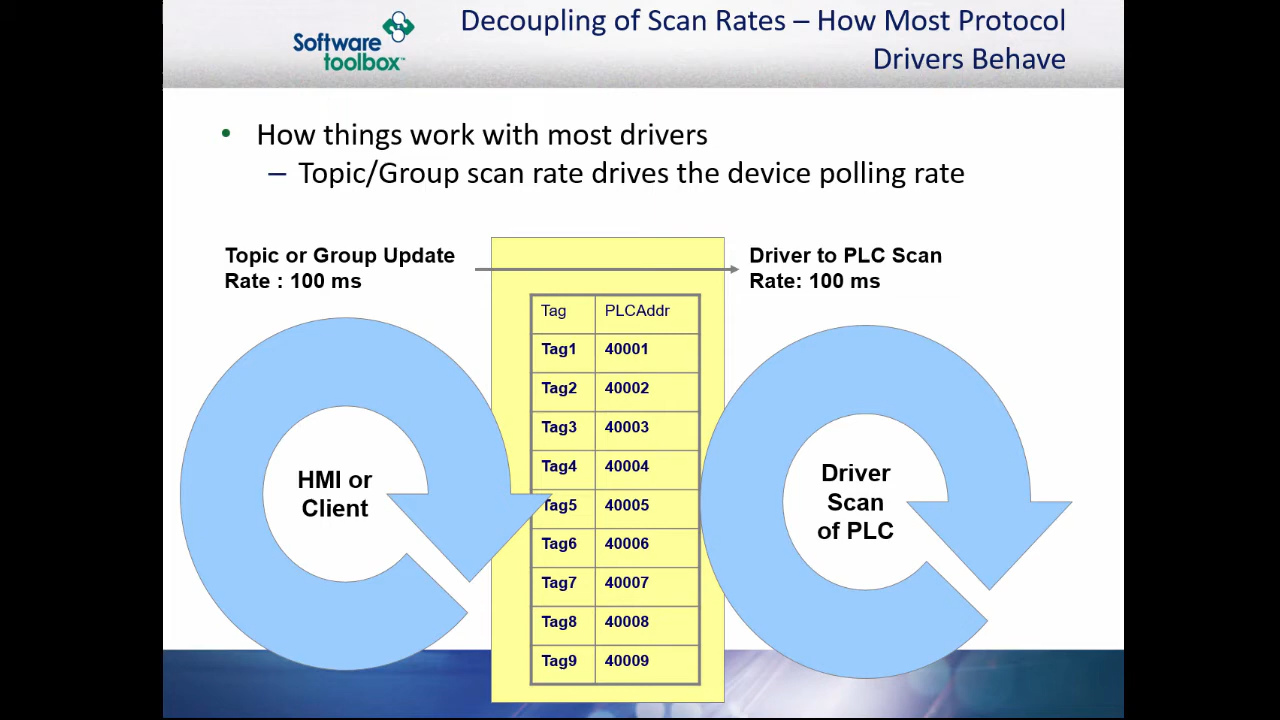 Software
toolbox™
Decoupling of Scan Rates – How Most Protocol
Drivers Behave
• How things work with most drivers
– Topic/Group scan rate drives the device polling rate
Topic or Group Update
Rate : 100 ms
Driver to PLC Scan
Rate: 100 ms
Tag PLCAddr
Tag1 40001
Tag2 40002
Tag3 40003
Tag4 40004
Tag5 40005
Tag6 40006
Tag7 40007
Tag8 40008
Tag9 40009
HMI or
Client
Driver
Scan
of PLC